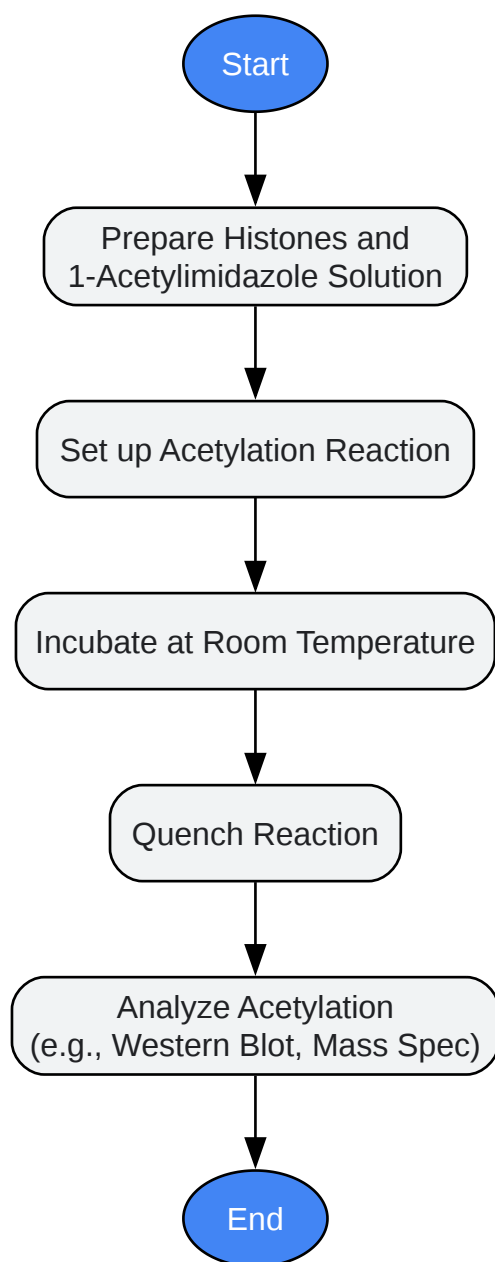 Start
Prepare Histones and
1-Acetylimidazole Solution
Set up Acetylation Reaction
Incubate at Room Temperature
Quench Reaction
Analyze Acetylation
(e.g., Western Blot, Mass Spec)
End